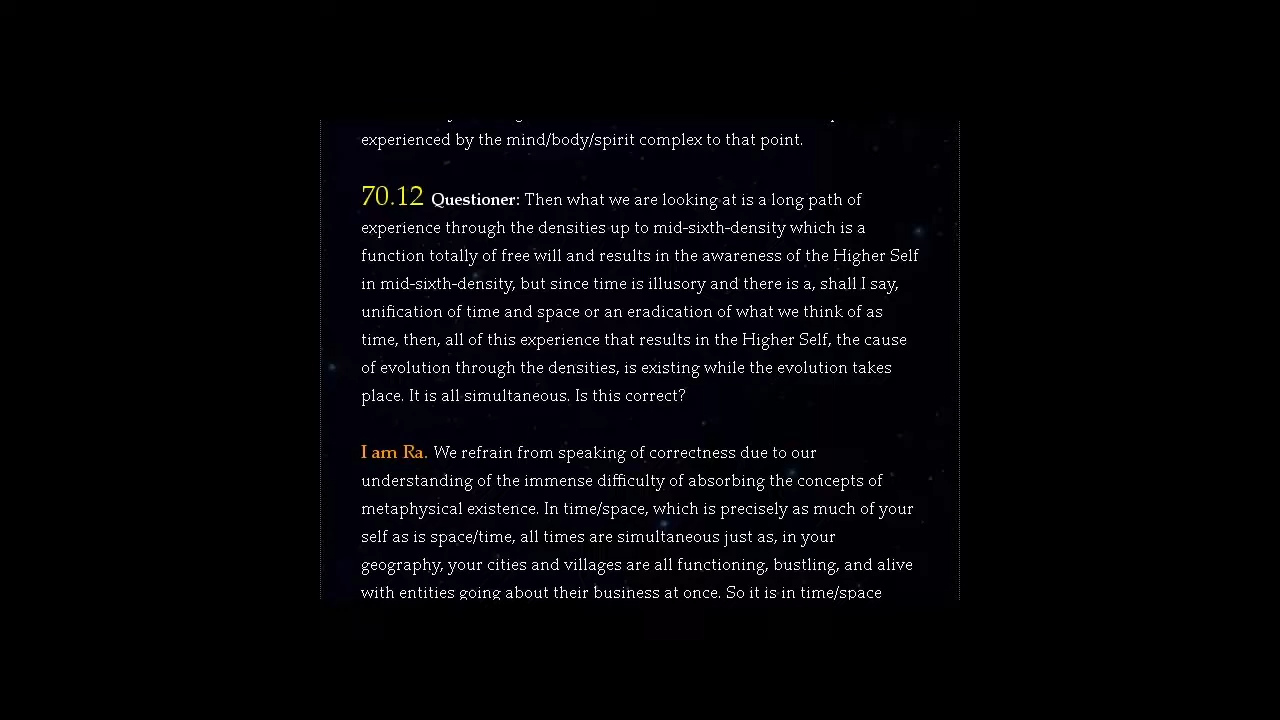 experienced by the mind/body/spirit complex to that point.
70.12 Questioner: Then what we are looking at is a long path of
experience through the densities up to mid-sixth-density which is a
function totally of free will and results in the awareness of the Higher Self
in mid-sixth-density, but since time is illusory and there is a, shall I say,
unification of time and space or an eradication of what we think of as
time, then, all of this experience that results in the Higher Self, the cause
of evolution through the densities, is existing while the evolution takes
place. It is all simultaneous. Is this correct?
I am Ra. We refrain from speaking of correctness due to our
understanding of the immense difficulty of absorbing the concepts of
metaphysical existence. In time/space, which is precisely as much of your
self as is space/time, all times are simultaneous just as, in your
geography, your cities and villages are all functioning, bustling, and alive
with entities going about their business at once. So it is in time/space